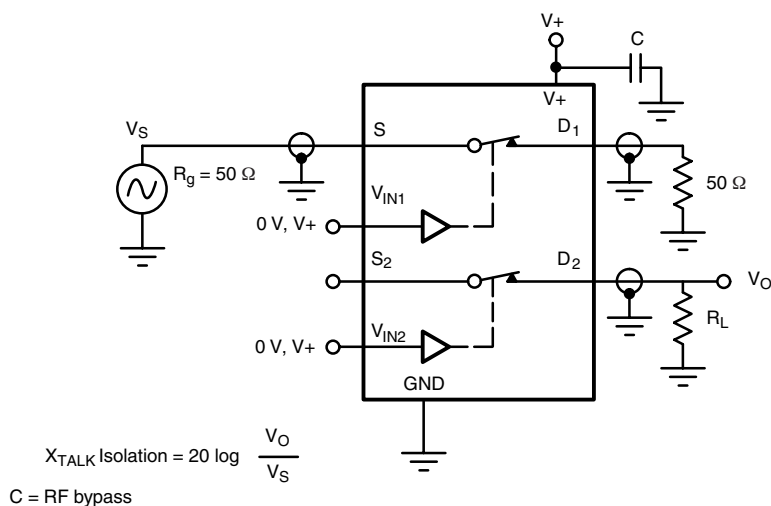 V+
C
V+
VS
S
D1
Rg = 50 Ω
50 Ω
VIN1
0 V, V+
S2
D2
VO
VIN2
RL
0 V, V+
GND
XTALK Isolation = 20 log VO
VS
C = RF bypass